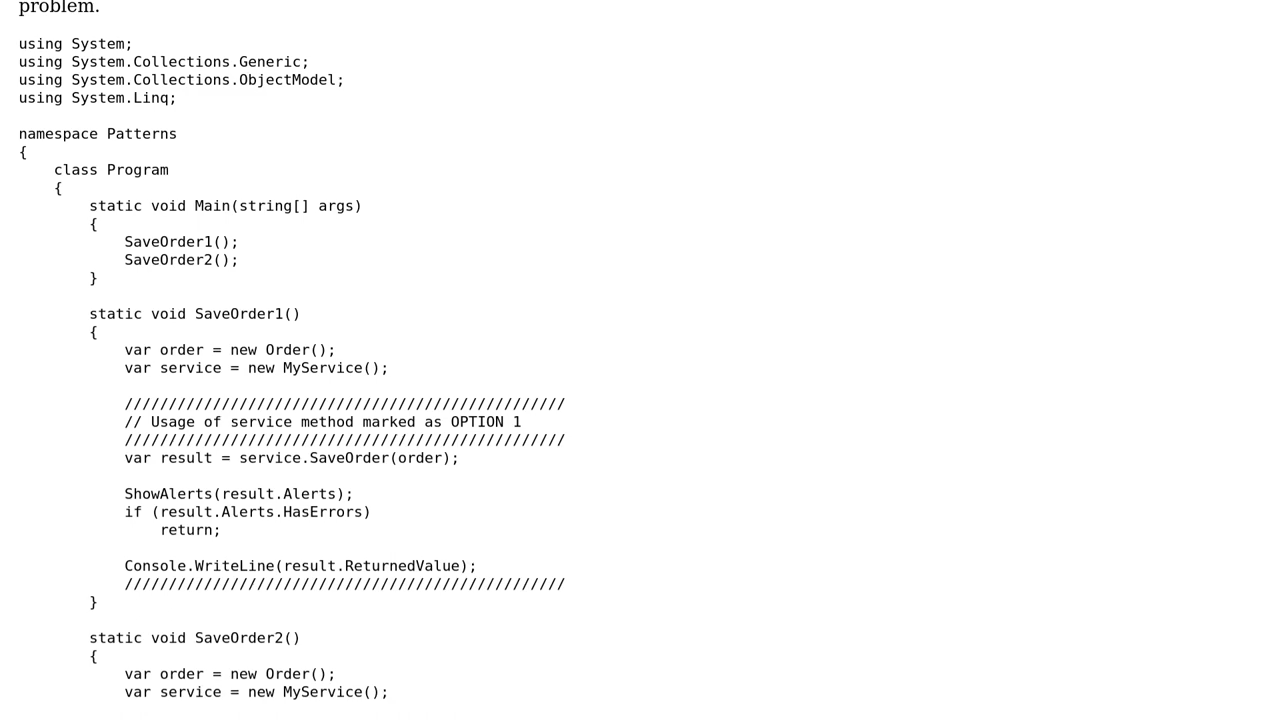 problem.
using System;
using System.Collections.Generic;
using System.Collections.ObjectModel;
using System.Linq;

namespace Patterns
{
    class Program
    {
        static void Main(string[] args)
        {
            SaveOrder1();
            SaveOrder2();
        }

        static void SaveOrder1()
        {
            var order = new Order();
            var service = new MyService();

            //////////////////////////////////////////////////
            // Usage of service method marked as OPTION 1
            //////////////////////////////////////////////////
            var result = service.SaveOrder(order);

            ShowAlerts(result.Alerts);
            if (result.Alerts.HasErrors)
                return;

            Console.WriteLine(result.ReturnedValue);
            //////////////////////////////////////////////////
        }

        static void SaveOrder2()
        {
            var order = new Order();
            var service = new MyService();